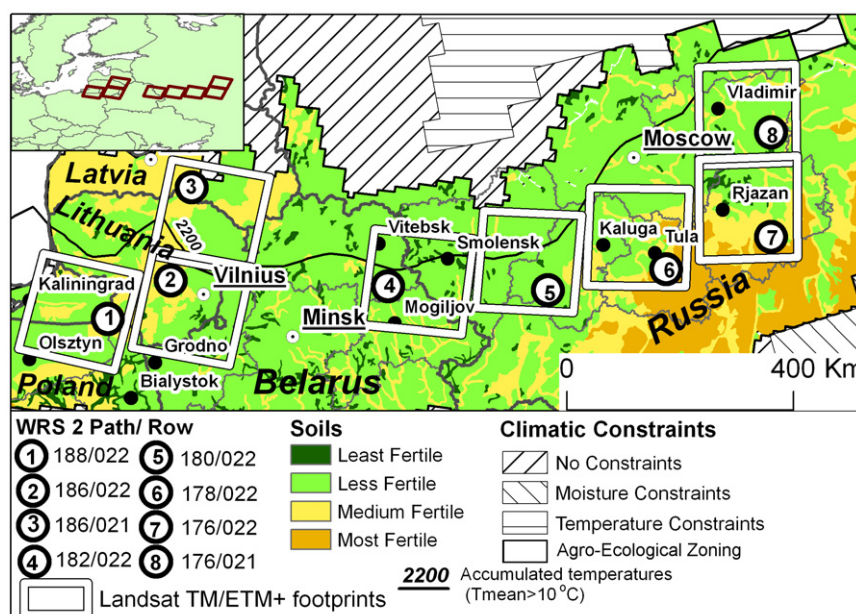 Vladimir
8
Moscow
Latvia
3
Lithuania
2200
Rjazan
7
Vitebsk
Smolensk
Kaluga
Tula
6
Kaliningrad
2
Vilnius
4
5
1
Minsk
Mogiljov
Russia
Olsztyn
Grodno
Poland
Bialystok
Belarus
0 400 Km
WRS 2 Path/ Row
1 188/022 5 180/022
2 186/022 6 178/022
3 186/021 7 176/022
4 182/022 8 176/021
Landsat TM/ETM+ footprints
Soils
Least Fertile
Less Fertile
Medium Fertile
Most Fertile
2200 Accumulated temperatures
(Tmean>10 °C)
Climatic Constraints
No Constraints
Moisture Constraints
Temperature Constraints
Agro-Ecological Zoning